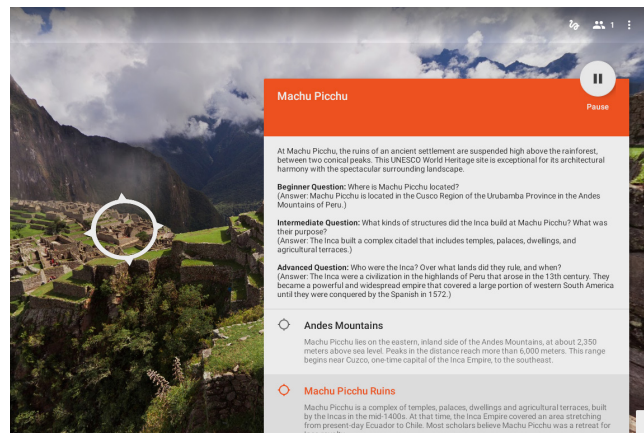 1
Machu Picchu
Pause
At Machu Picchu, the ruins of an ancient settlement are suspended high above the rainforest,
between two conical peaks. This UNESCO World Heritage site is exceptional for its architectural
harmony with the spectacular surrounding landscape.
Beginner Question: Where is Machu Picchu located?
(Answer: Machu Picchu is located in the Cusco Region of the Urubamba Province in the Andes
Mountains of Peru.)
Intermediate Question: What kinds of structures did the Inca build at Machu Picchu? What was
their purpose?
(Answer: The Inca built a complex citadel that includes temples, palaces, dwellings, and
agricultural terraces.)
Advanced Question: Who were the Inca? Over what lands did they rule, and when?
(Answer: The Inca were a civilization in the highlands of Peru that arose in the 13th century. They
became a powerful and widespread empire that covered a large portion of western South America
until they were conquered by the Spanish in 1572.)
Andes Mountains
Machu Picchu lies on the eastern, inland side of the Andes Mountains, at about 2,350
meters above sea level. Peaks in the distance reach more than 6,000 meters. This range
begins near Cuzco, one-time capital of the Inca Empire, to the southeast.
Machu Picchu Ruins
Machu Picchu is a complex of temples, palaces, dwellings and agricultural terraces, built
by the Incas in the mid-1400s. At that time, the Inca Empire covered an area stretching
from present-day Ecuador to Chile. Most scholars believe Machu Picchu was a retreat for